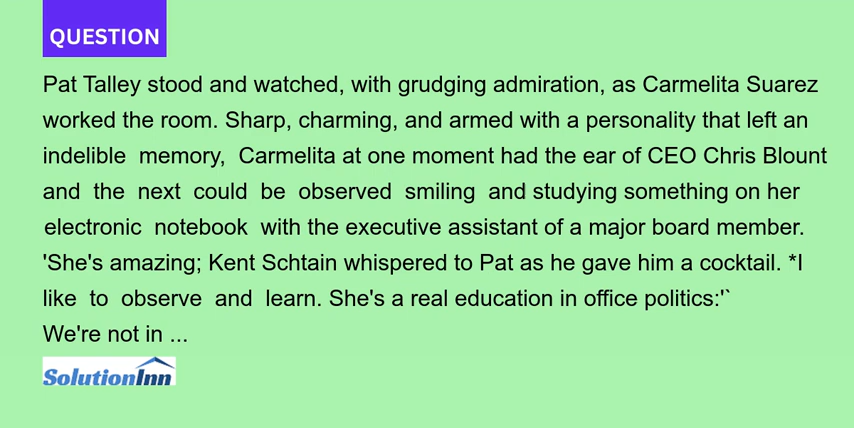 QUESTION
Pat Talley stood and watched, with grudging admiration, as Carmelita Suarez
worked the room. Sharp, charming, and armed with a personality that left an
indelible memory, Carmelita at one moment had the ear of CEO Chris Blount
and the next could be observed smiling and studying something on her
electronic notebook with the executive assistant of a major board member.
'She's amazing; Kent Schtain whispered to Pat as he gave him a cocktail. *I
like to observe and learn. She's a real education in office politics:'`
We're not in ...
SolutionInn